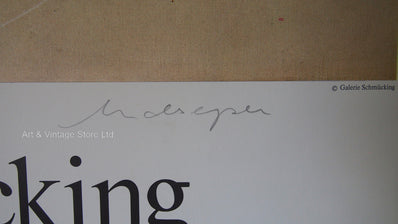 © Galerie Schmücking
Art & Vintage Store Ltd
cking